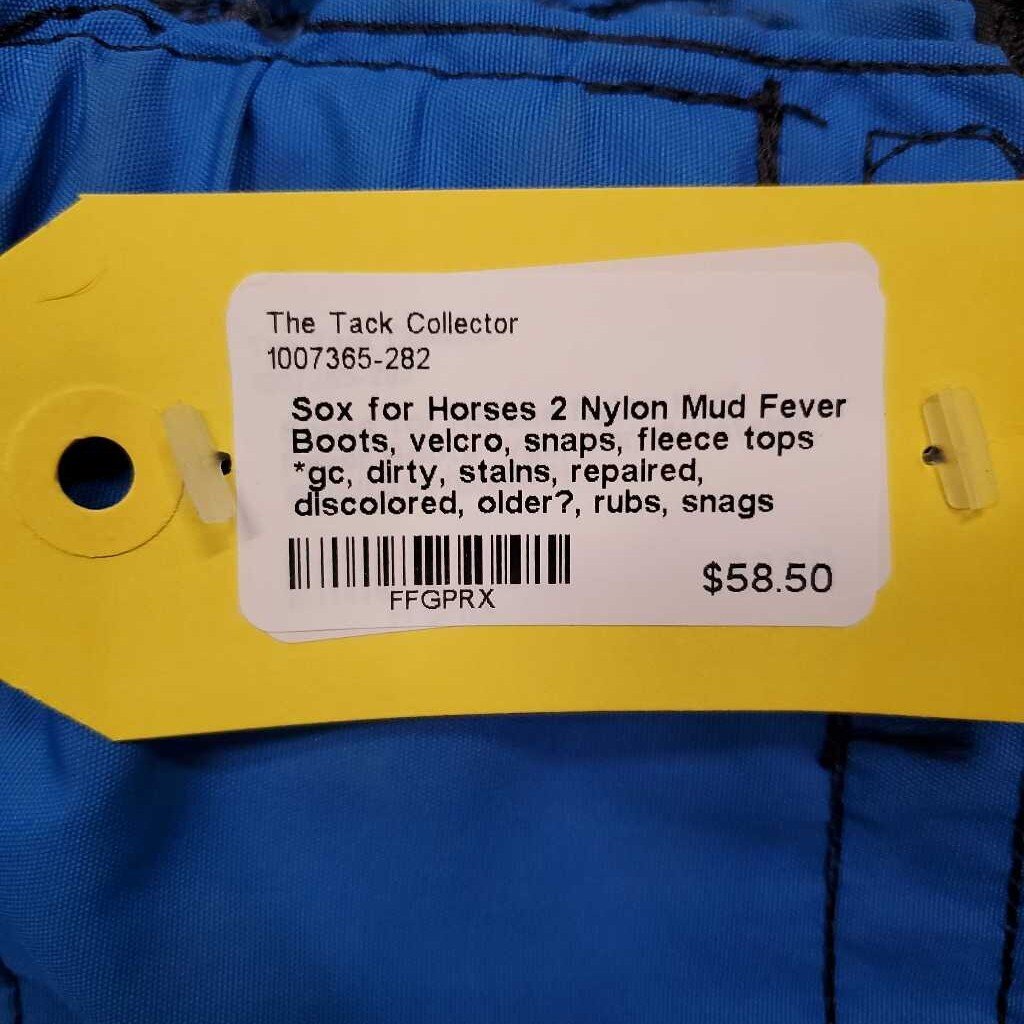 The Tack Collector
1007365-282
Sox for Horses 2 Nylon Mud Fever
Boots, velcro, snaps, fleece tops
*gc, dirty, stains, repaired,
discolored, older?, rubs, snags
FFGPRX
$58.50